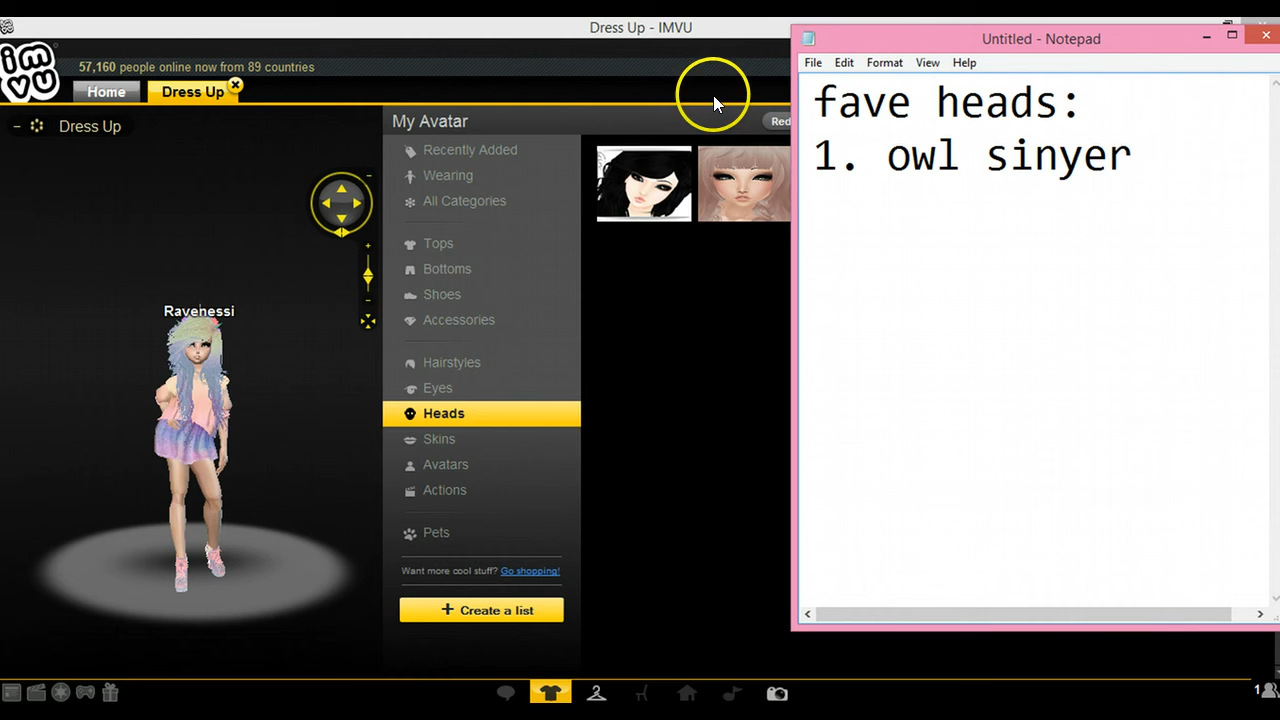 Dress Up - IMVU
imvu
57,160 people online now from 89 countries
Home
Dress Up
Dress Up
Ravenessi
My Avatar
Red
Recently Added
Wearing
All Categories
Tops
Bottoms
Shoes
Accessories
Hairstyles
Eyes
Heads
Skins
Avatars
Actions
Pets
Want more cool stuff? Go shopping!
+ Create a list
1
Untitled - Notepad
File Edit Format View Help
fave heads:
1. owl sinyer